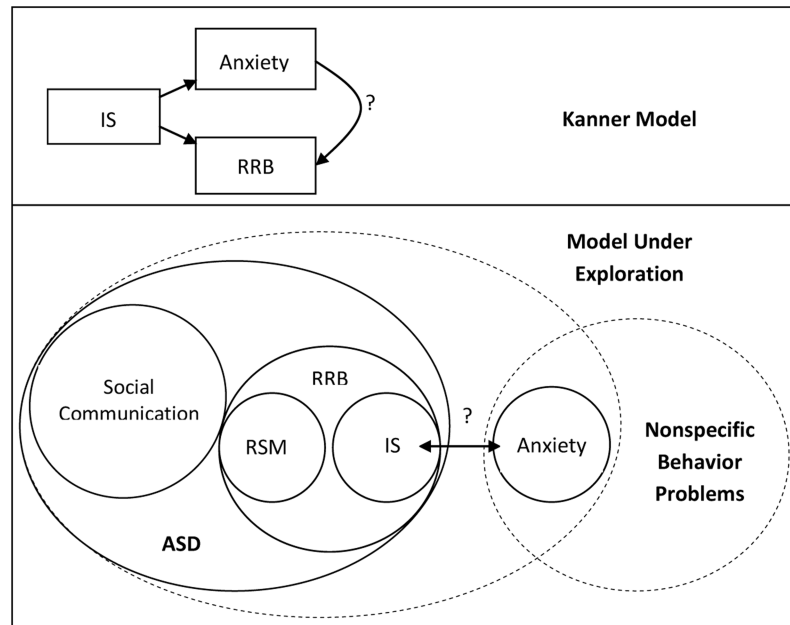 Anxiety
?
IS
Kanner Model
RRB
Model Under
Exploration
RRB
Social
Communication
?
RSM
IS
Anxiety
Nonspecific
Behavior
Problems
ASD